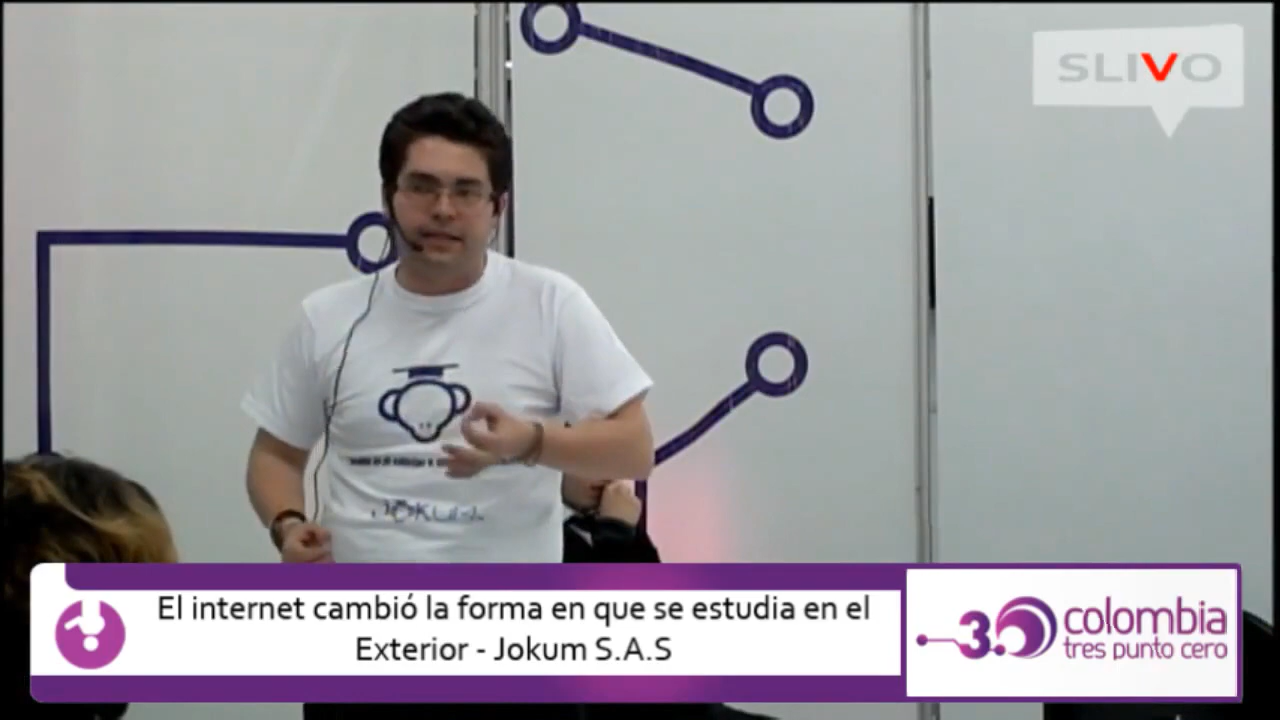 SLIVO
JOKUM
El internet cambió la forma en que se estudia en el
Exterior - Jokum S.A.S
3.0 colombia
tres punto cero